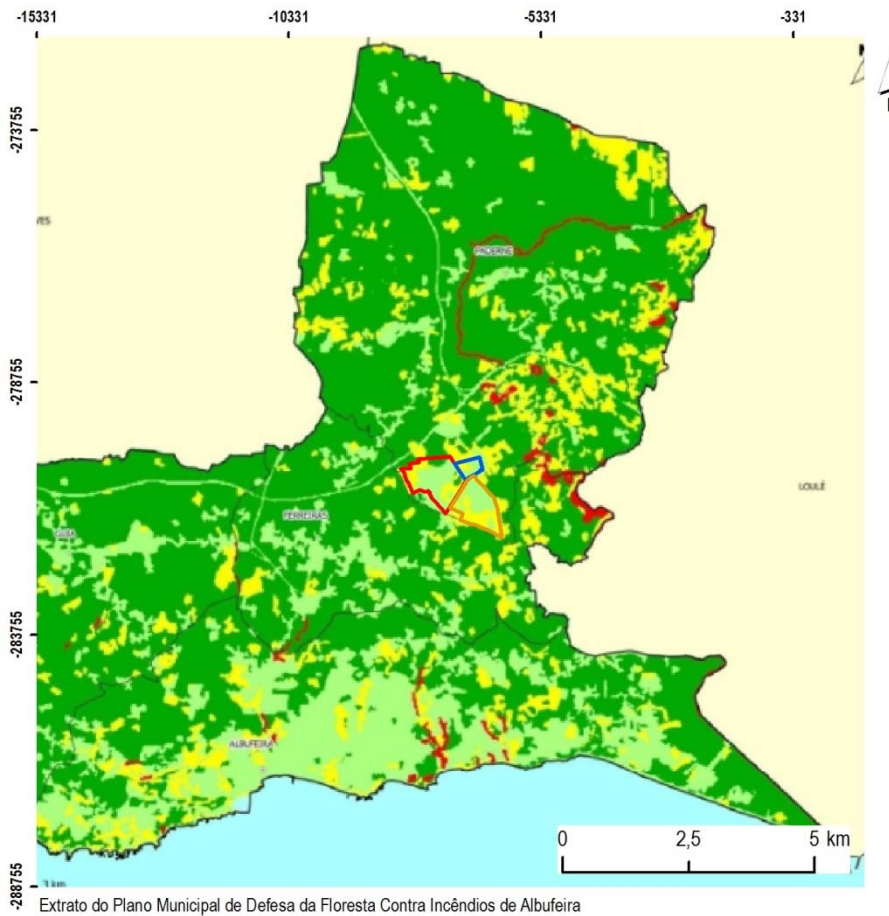 -15331 -10331 -5331 -331
-273755
PADERNE
-278755
LOULÉ
FERREIRAS
GUIA
-283755
ALBUFEIRA
0 2,5 5 km
-288755
Extrato do Plano Municipal de Defesa da Floresta Contra Incêndios de Albufeira